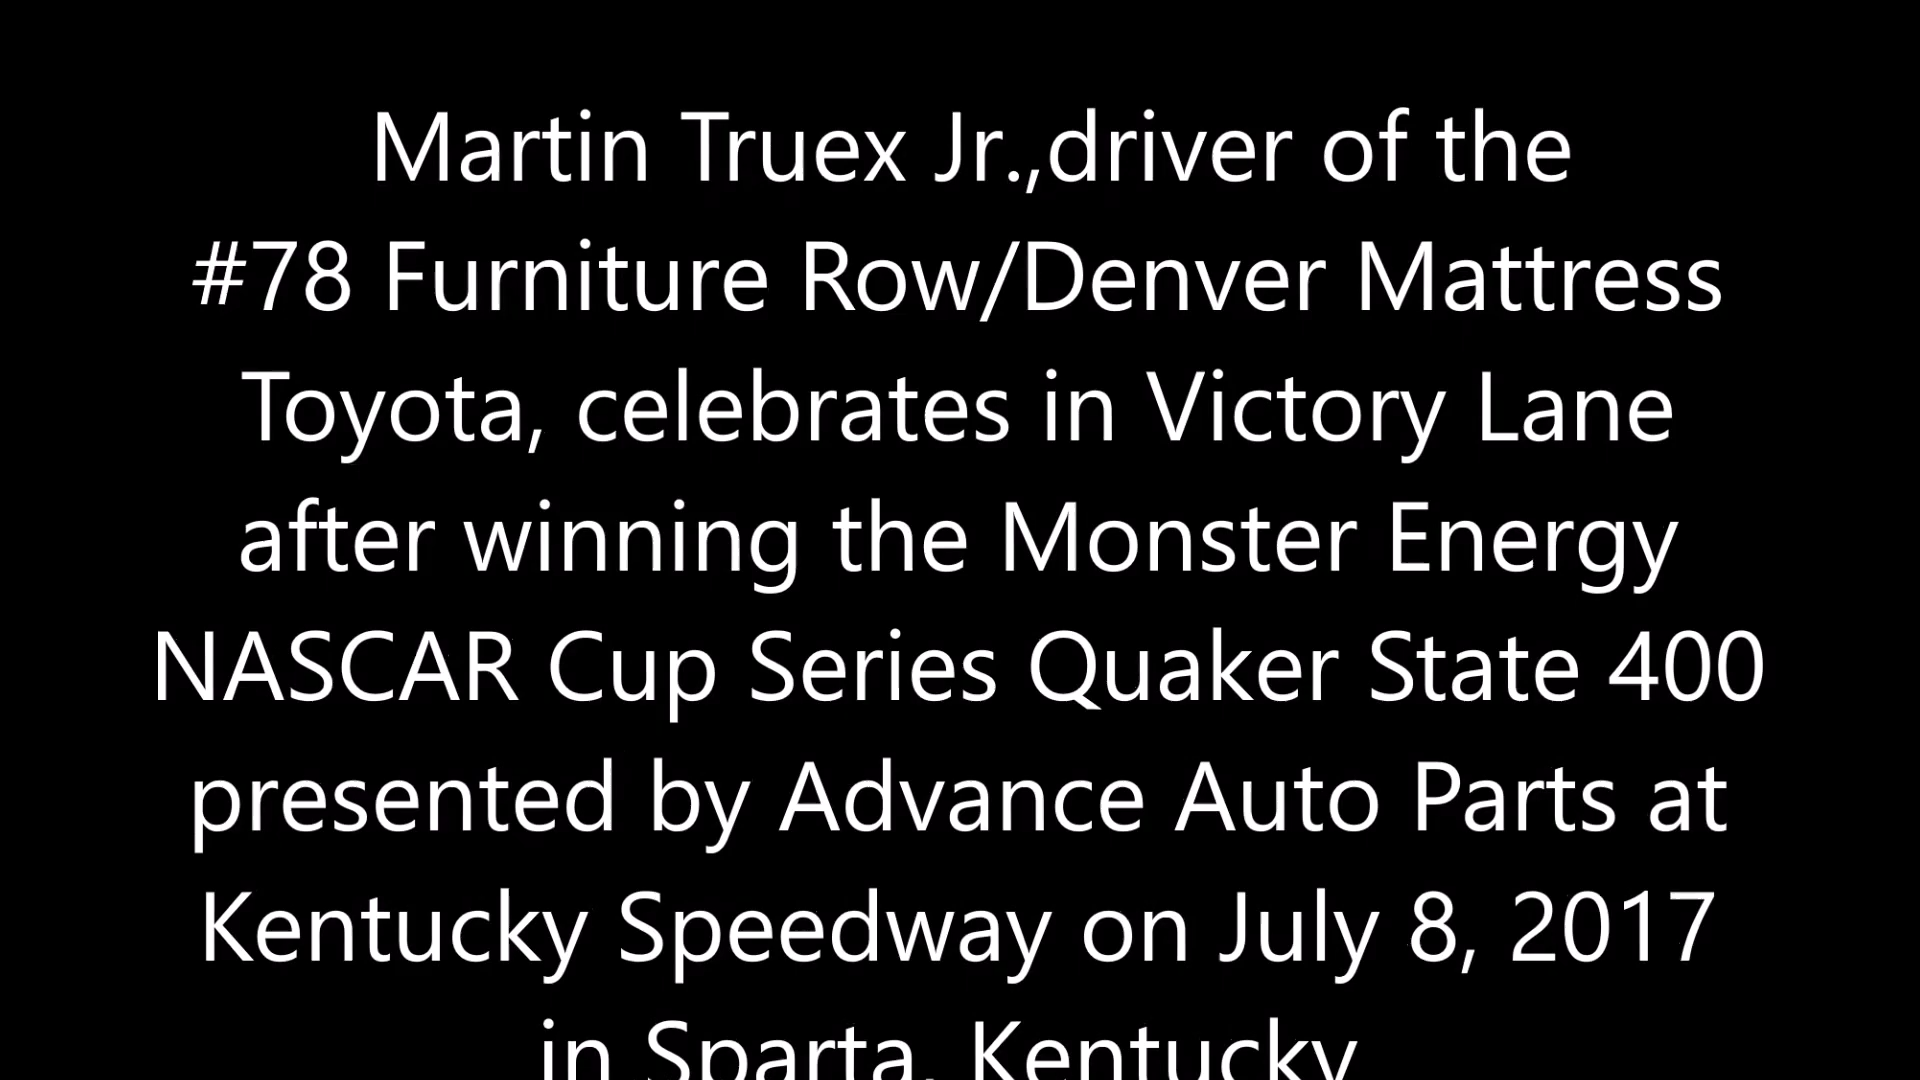 Martin Truex Jr.,driver of the
#78 Furniture Row/Denver Mattress
Toyota, celebrates in Victory Lane
after winning the Monster Energy
NASCAR Cup Series Quaker State 400
presented by Advance Auto Parts at
Kentucky Speedway on July 8, 2017
in Sparta, Kentucky